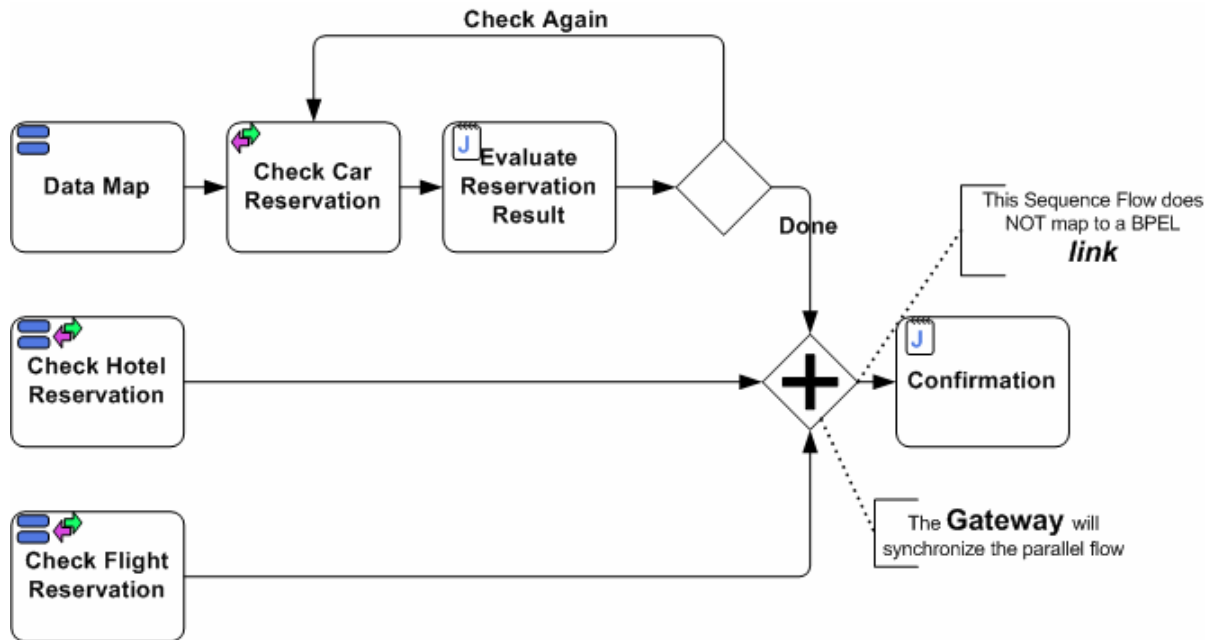 Check Again
Data Map
Check Car
Reservation
J
Evaluate
Reservation
Result
Done
This Sequence Flow does
NOT map to a BPEL
link
Check Hotel
Reservation
J
Confirmation
The Gateway will
synchronize the parallel flow
Check Flight
Reservation